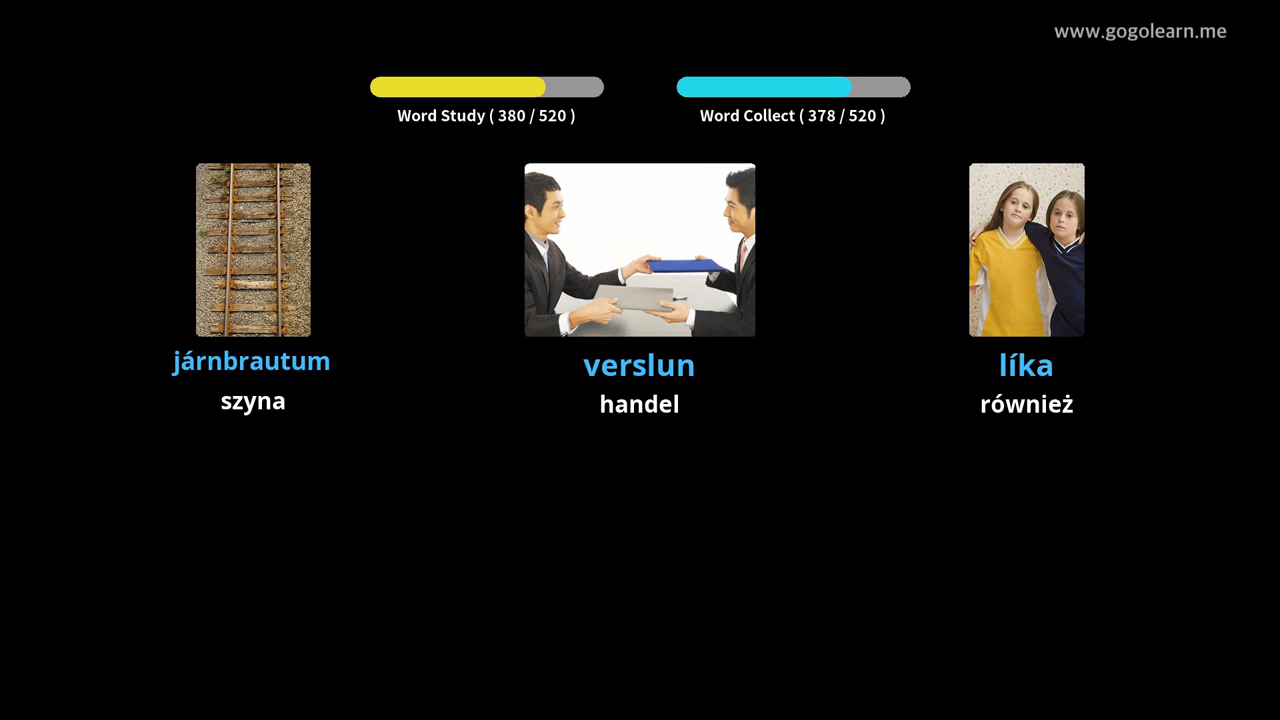 www.gogolearn.me
Word Study ( 380 / 520 )
Word Collect ( 378 / 520 )
járnbrautum
verslun
líka
szyna
handel
również